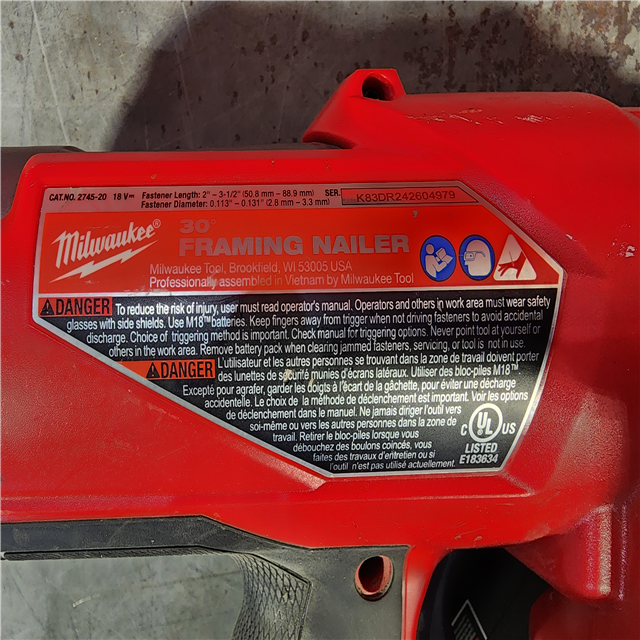 CAT.NO. 2745-20 18 V⎓ Fastener Length: 2" - 3-1/2" (50.8 mm - 88.9 mm) SER. K83DR242604979
Fastener Diameter: 0.113" - 0.131" (2.8 mm - 3.3 mm)
Milwaukee®
30°
FRAMING NAILER
Milwaukee Tool, Brookfield, WI 53005 USA
Professionally assembled in Vietnam by Milwaukee Tool
DANGER To reduce the risk of injury, user must read operator's manual. Operators and others in work area must wear safety
glasses with side shields. Use M18™ batteries. Keep fingers away from trigger when not driving fasteners to avoid accidental
discharge. Choice of triggering method is important. Check manual for triggering options. Never point tool at yourself or
others in the work area. Remove battery pack when clearing jammed fasteners, servicing, or tool is not in use.
DANGER L'utilisateur et les autres personnes se trouvant dans la zone de travail doivent porter
des lunettes de sécurité munies d'écrans latéraux. Utiliser des bloc-piles M18™
Excepté pour agrafer, garder les doigts à l'écart de la gâchette, pour éviter une décharge
accidentelle. Le choix de la méthode de déclenchement est important. Voir les options
de déclenchement dans le manuel. Ne jamais diriger l'outil vers
soi-même ou vers les autres personnes dans la zone de
travail. Retirer le bloc-piles lorsque vous
débouchez des boulons coincés, vous
faites des travaux d'entretien ou si
l'outil n'est pas utilisé actuellement.
C UL US
LISTED
E183634